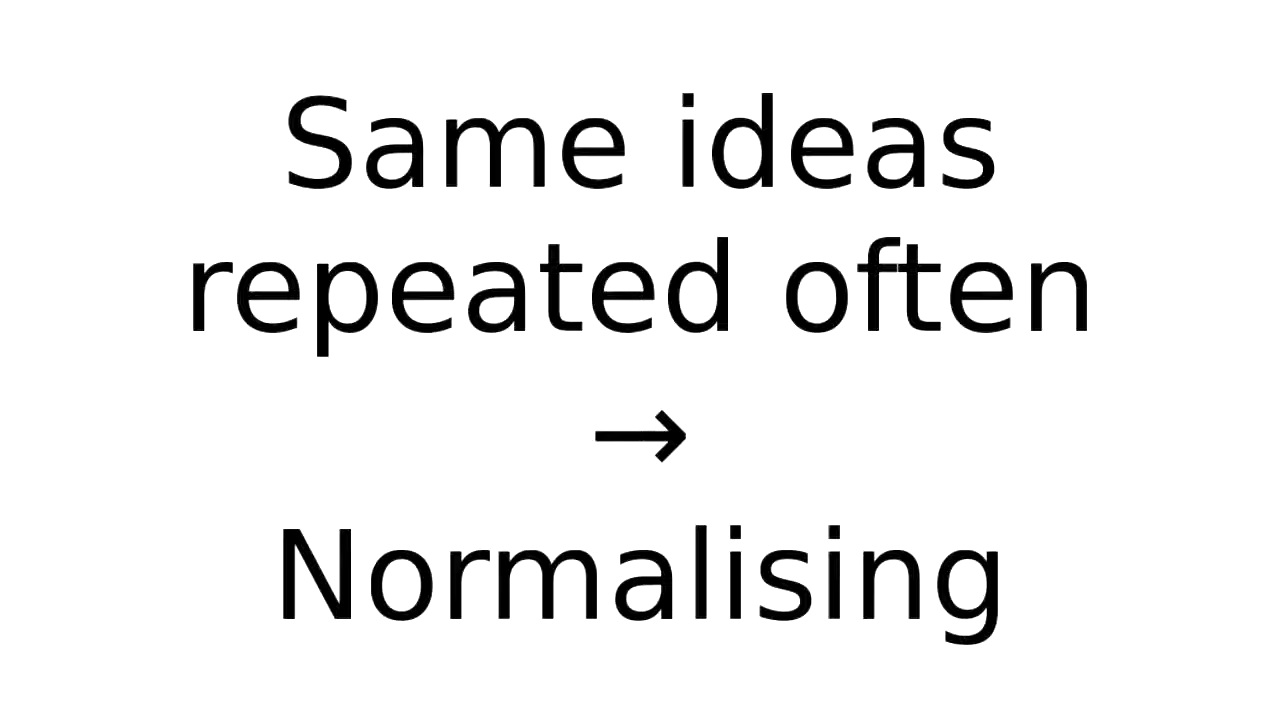 Same ideas
repeated often
→
Normalising